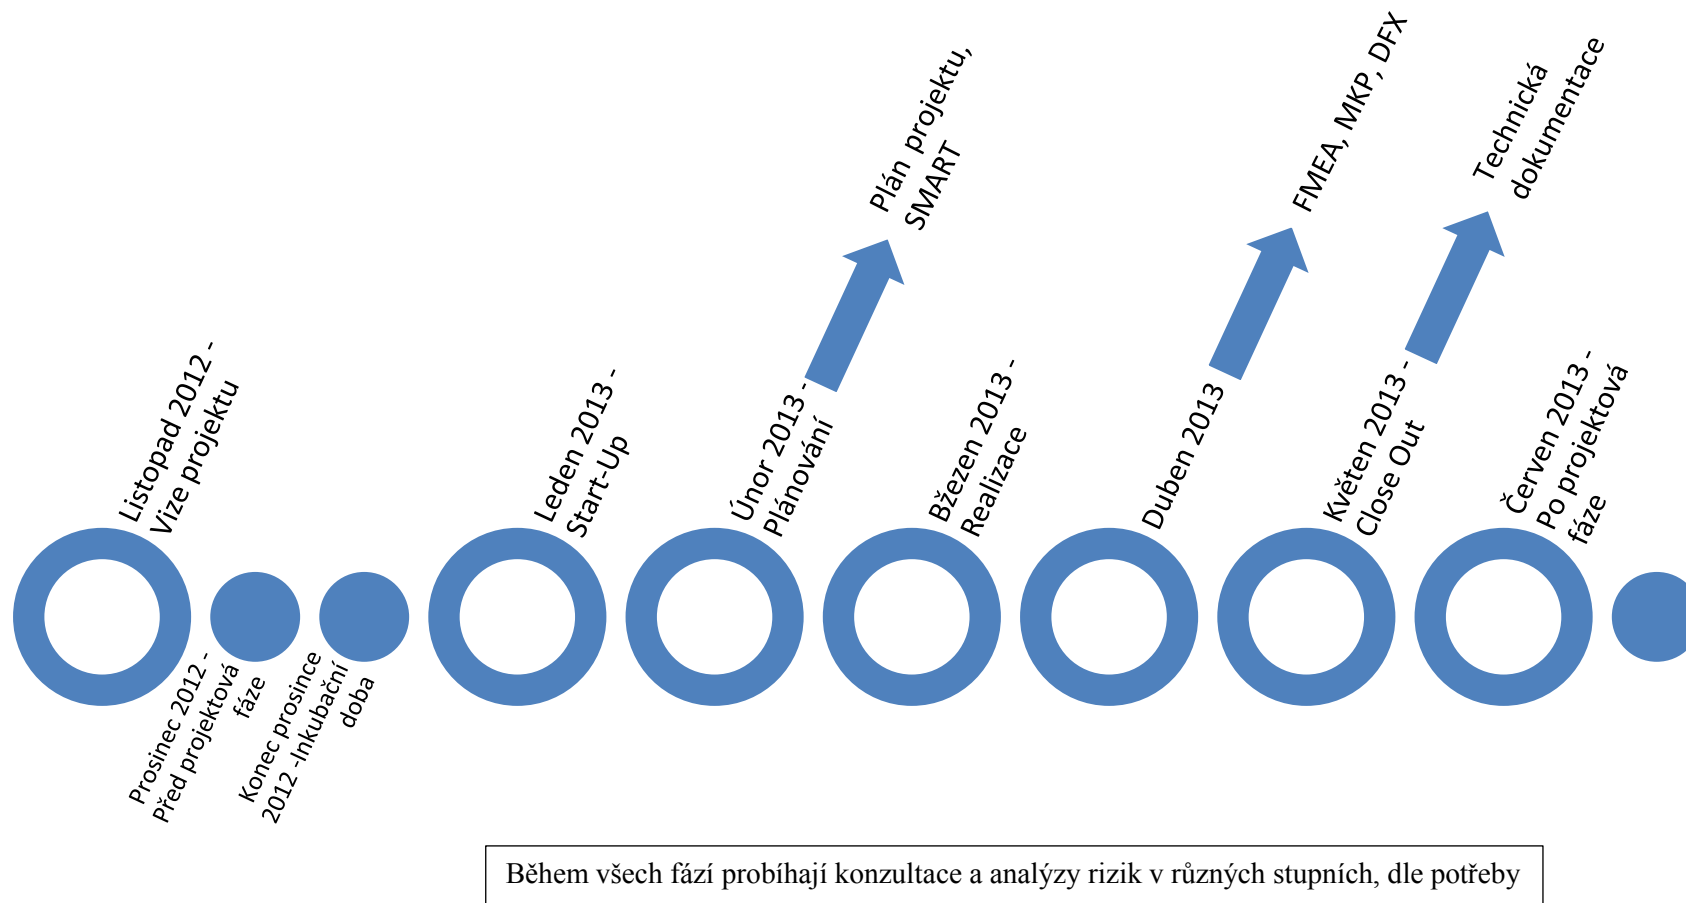 Listopad 2012 -
Vize projektu
Prosinec 2012 -
Před projektová
fáze
Konec prosince
2012 -Inkubační
doba
Leden 2013 -
Start-Up
Únor 2013 -
Plánování
Plán projektu,
SMART
Bžezen 2013 -
Realizace
Duben 2013
FMEA, MKP, DFX
Květen 2013 -
Close Out
Technická
dokumentace
Červen 2013 -
Po projektová
fáze
Během všech fází probíhají konzultace a analýzy rizik v různých stupních, dle potřeby